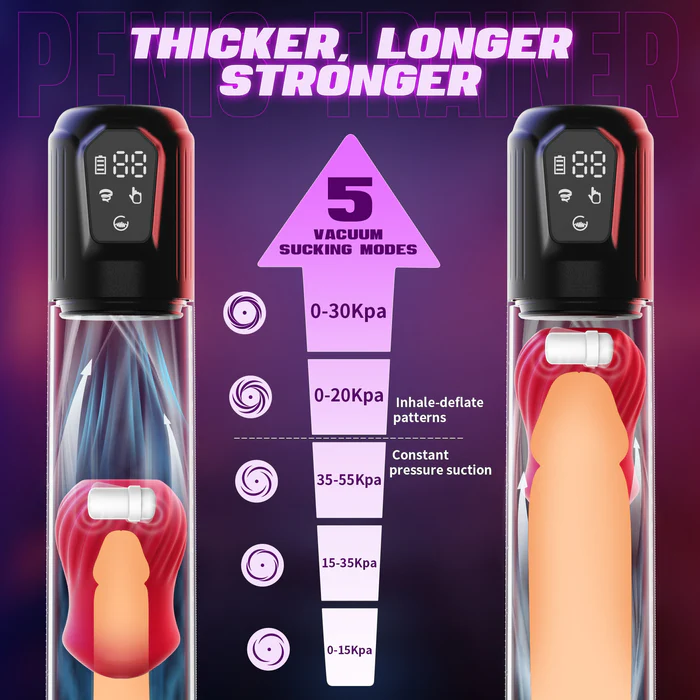 PENIS TRAINER
THICKER, LONGER
STRONGER
88
88
5
VACUUM
SUCKING MODES
0-30Kpa
0-20Kpa
Inhale-deflate
patterns
Constant
pressure suction
35-55Kpa
15-35Kpa
0-15Kpa